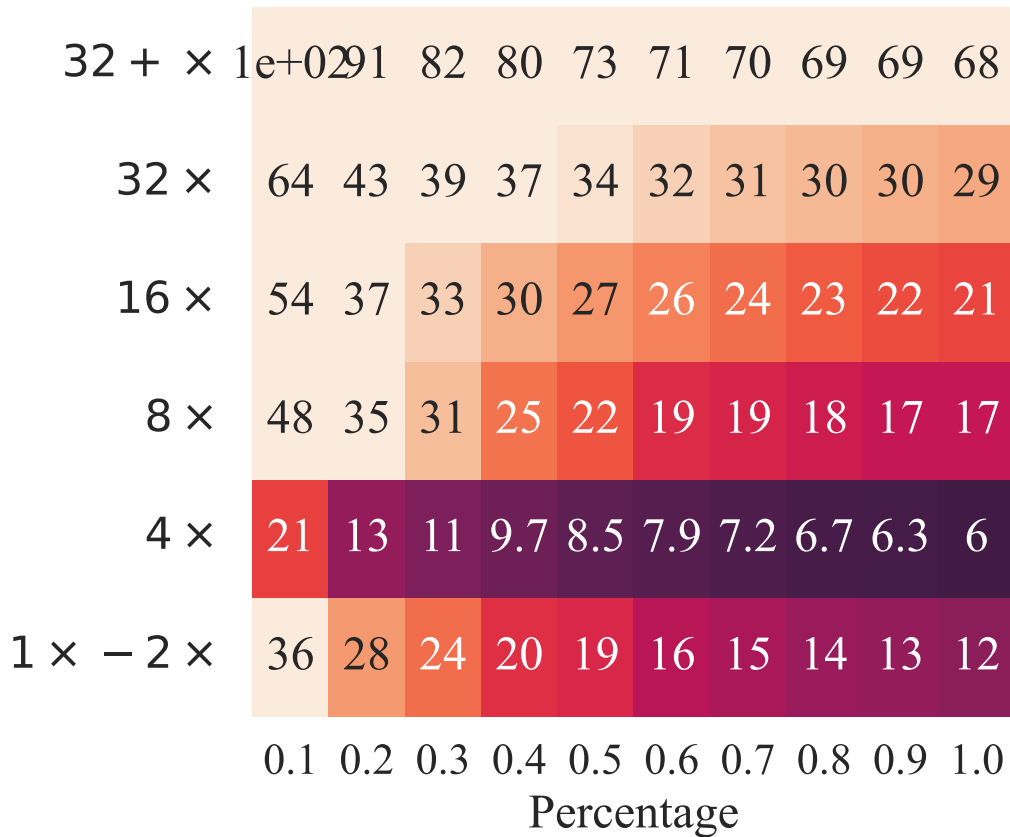 32 + × 1e+02 91 82 80 73 71 70 69 69 68
32 × 64 43 39 37 34 32 31 30 30 29
16 × 54 37 33 30 27 26 24 23 22 21
8 × 48 35 31 25 22 19 19 18 17 17
4 × 21 13 11 9.7 8.5 7.9 7.2 6.7 6.3 6
1 × − 2 × 36 28 24 20 19 16 15 14 13 12
0.1 0.2 0.3 0.4 0.5 0.6 0.7 0.8 0.9 1.0
Percentage